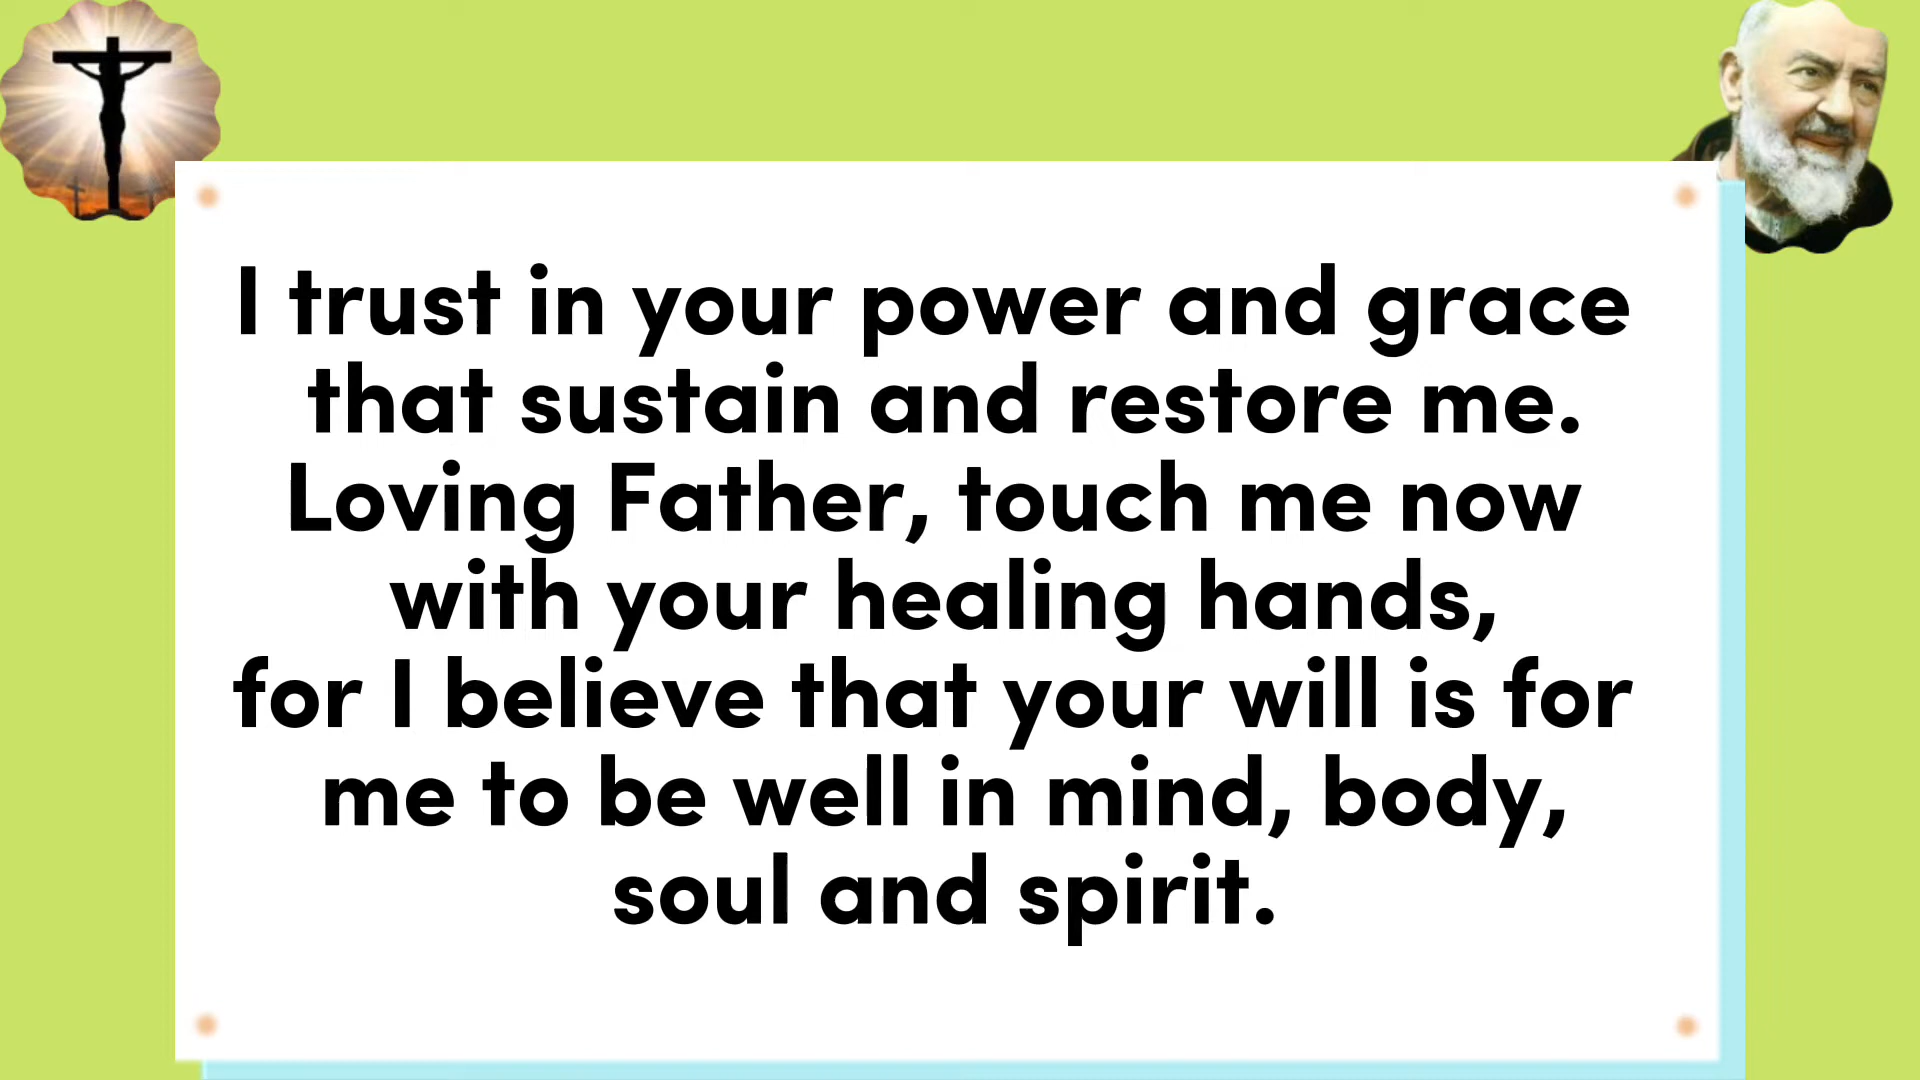 I trust in your power and grace
that sustain and restore me.
Loving Father, touch me now
with your healing hands,
for I believe that your will is for
me to be well in mind, body,
soul and spirit.